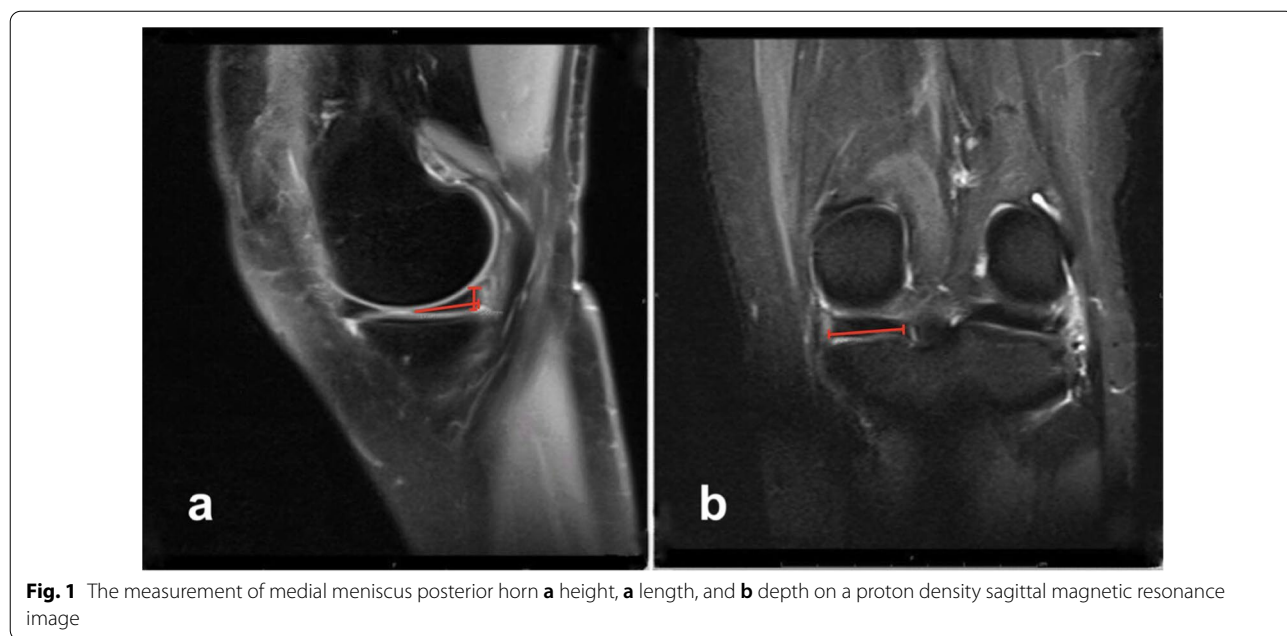 a
b
Fig. 1 The measurement of medial meniscus posterior horn a height, a length, and b depth on a proton density sagittal magnetic resonance
image